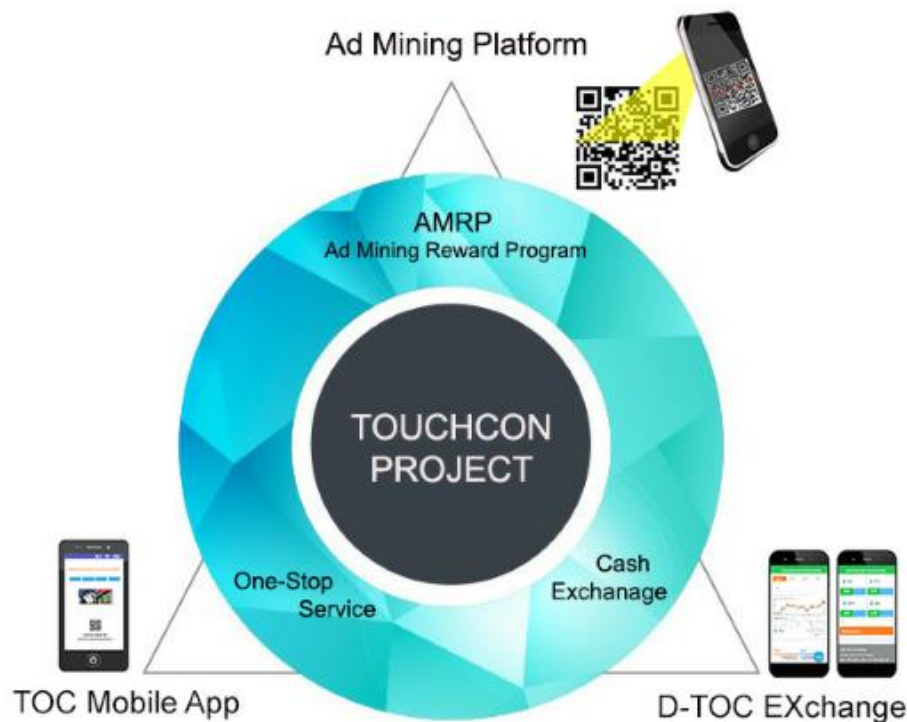 Ad Mining Platform
AMRP
Ad Mining Reward Program
TOUCHCON
PROJECT
One-Stop
Service
Cash
Exchanage
TOC Mobile App
D-TOC EXchange